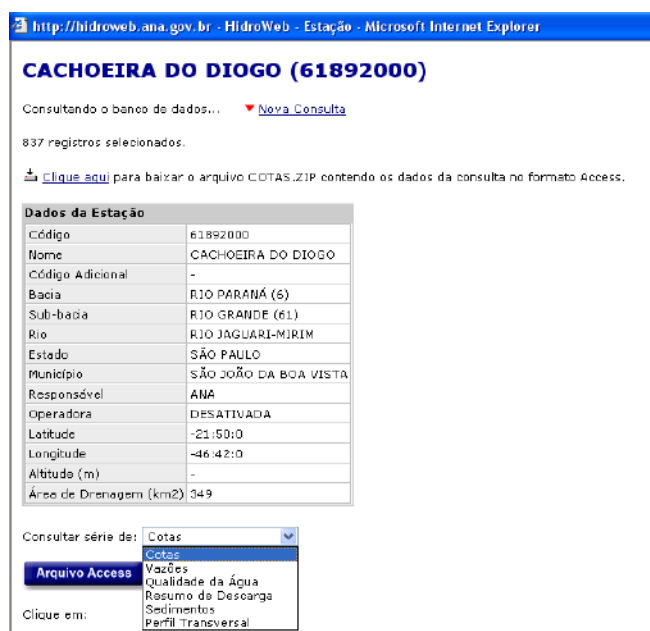 http://hidroweb.ana.gov.br - HidroWeb - Estação - Microsoft Internet Explorer
CACHOEIRA DO DIOGO (61892000)
Consultando o banco de dados... Nova Consulta
837 registros selecionados.
Clique aqui para baixar o arquivo COTAS.ZIP contendo os dados da consulta no formato Access.
Dados da Estação
Código 61892000
Nome CACHOEIRA DO DIOGO
Código Adicional -
Bacia RIO PARANÁ (6)
Sub-bacia RIO GRANDE (61)
Rio RIO JAGUARI-MIRIM
Estado SÃO PAULO
Município SÃO JOÃO DA BOA VISTA
Responsável ANA
Operadora DESATIVADA
Latitude -21:50:0
Longitude -46:42:0
Altitude (m) -
Área de Drenagem (km2) 349
Consultar série de: Cotas
Cotas
Arquivo Access
Vazões
Qualidade da Água
Resumo de Descarga
Sedimentos
Clique em:
Perfil Transversal